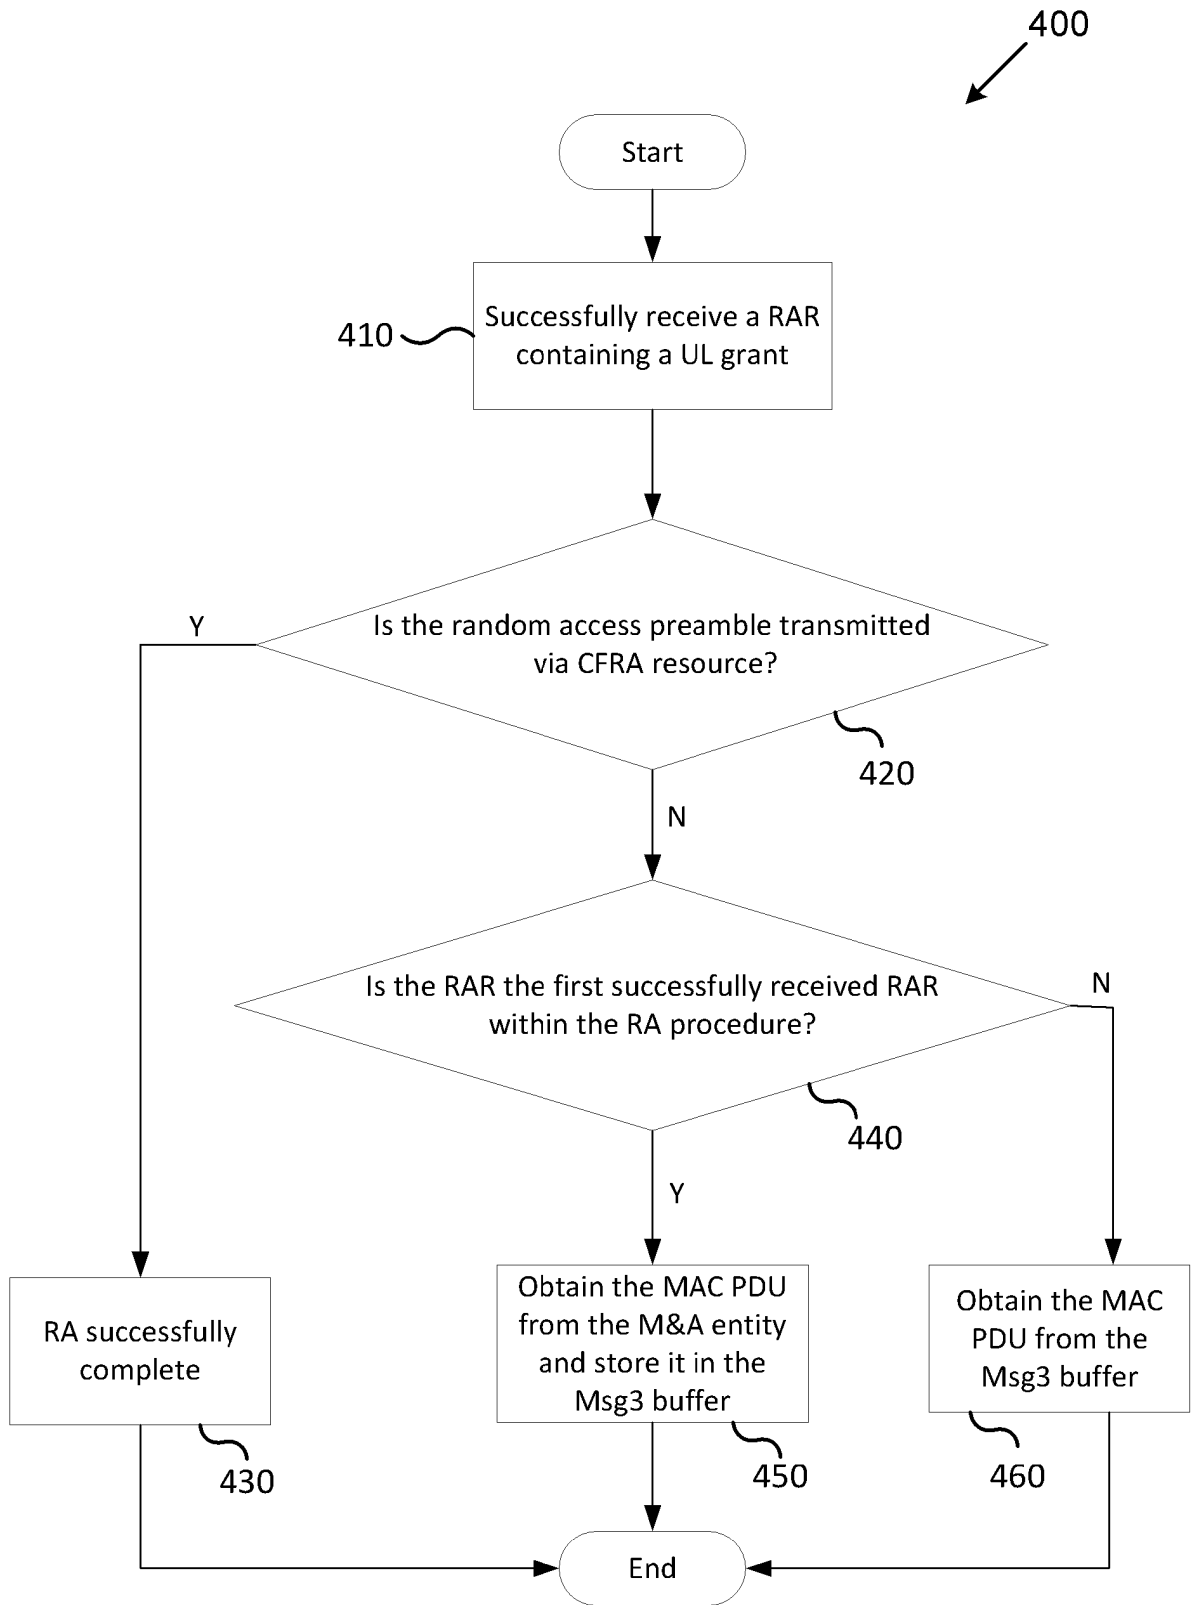 400
Start
410
Successfully receive a RAR
containing a UL grant
Y
Is the random access preamble transmitted
via CFRA resource?
420
N
Is the RAR the first successfully received RAR
within the RA procedure?
N
440
Y
RA successfully
complete
430
Obtain the MAC PDU
from the M&A entity
and store it in the
Msg3 buffer
450
Obtain the MAC
PDU from the
Msg3 buffer
460
End